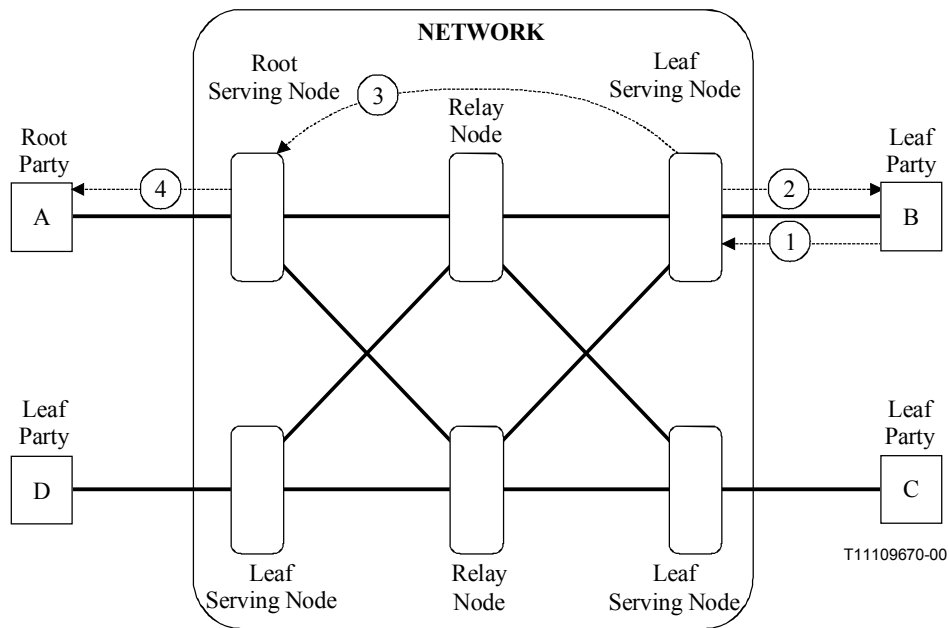 NETWORK
Root
Serving Node
Leaf
Serving Node
3
Relay
Node
Root
Party
Leaf
Party
4
2
A
B
1
Leaf
Party
Leaf
Party
D
C
T11109670-00
Leaf
Serving Node
Relay
Node
Leaf
Serving Node